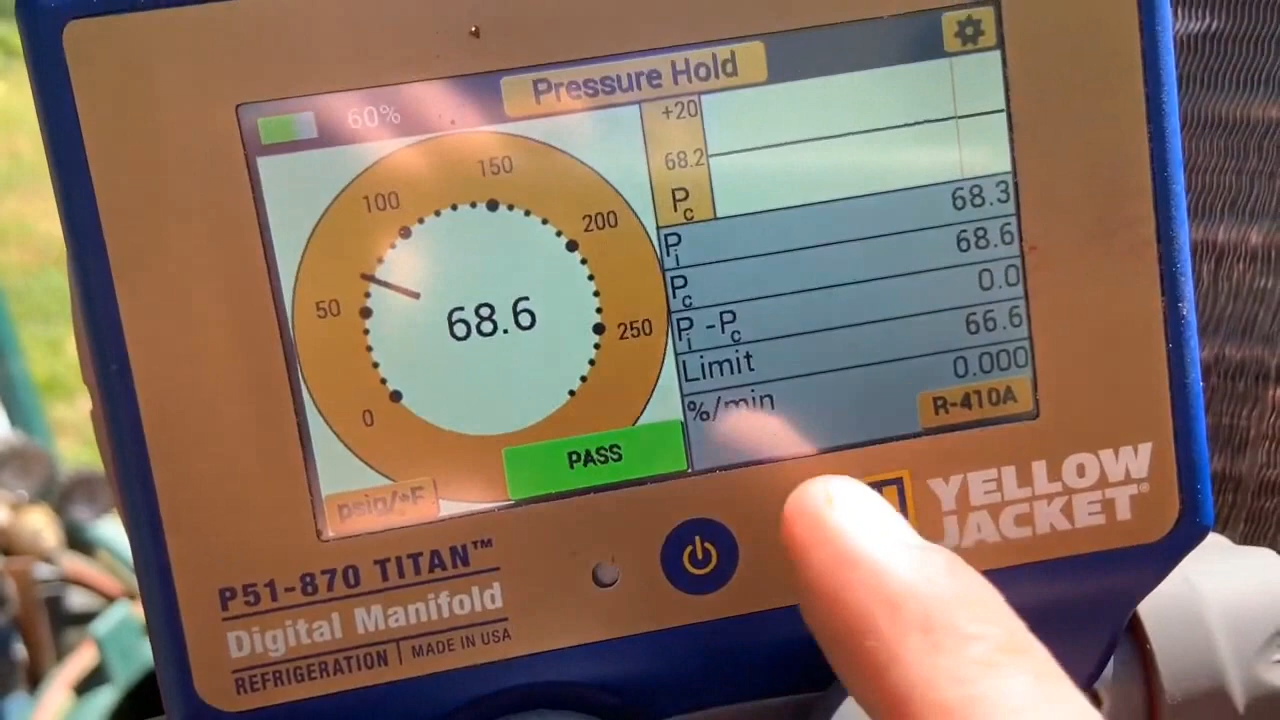 Pressure Hold
60%
+20
68.2
Pc
0
50
100
150
200
250
68.6
Pi 68.3
Pc 68.6
Pi -Pc 0.0
Limit 66.6
%/min 0.000
PASS
R-410A
psig/°F
YELLOW
JACKET®
P51-870 TITAN™
Digital Manifold
REFRIGERATION | MADE IN USA